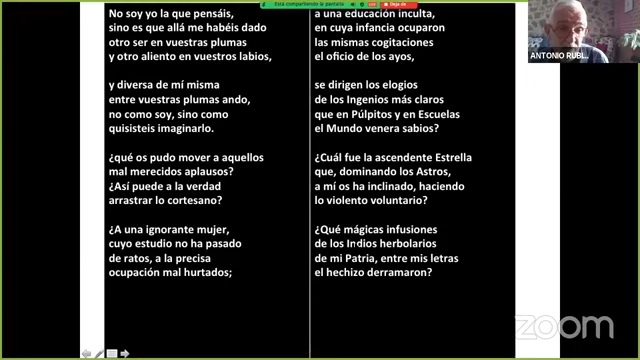 Está compartiendo la pantalla
Deja de
No soy yo la que pensáis,
sino es que allá me habéis dado
otro ser en vuestras plumas
y otro aliento en vuestros labios,
y diversa de mí misma
entre vuestras plumas ando,
no como soy, sino como
quisisteis imaginarlo.
¿qué os pudo mover a aquellos
mal merecidos aplausos?
¿Así puede a la verdad
arrastrar lo cortesano?
¿A una ignorante mujer,
cuyo estudio no ha pasado
de ratos, a la precisa
ocupación mal hurtados;
a una educación inculta,
en cuya infancia ocuparon
las mismas cogitaciones
el oficio de los ayos,
se dirigen los elogios
de los Ingenios más claros
que en Púlpitos y en Escuelas
el Mundo venera sabios?
¿Cuál fue la ascendente Estrella
que, dominando los Astros,
a mí os ha inclinado, haciendo
lo violento voluntario?
¿Qué mágicas infusiones
de los Indios herbolarios
de mi Patria, entre mis letras
el hechizo derramaron?
ANTONIO RUBI...
zoom